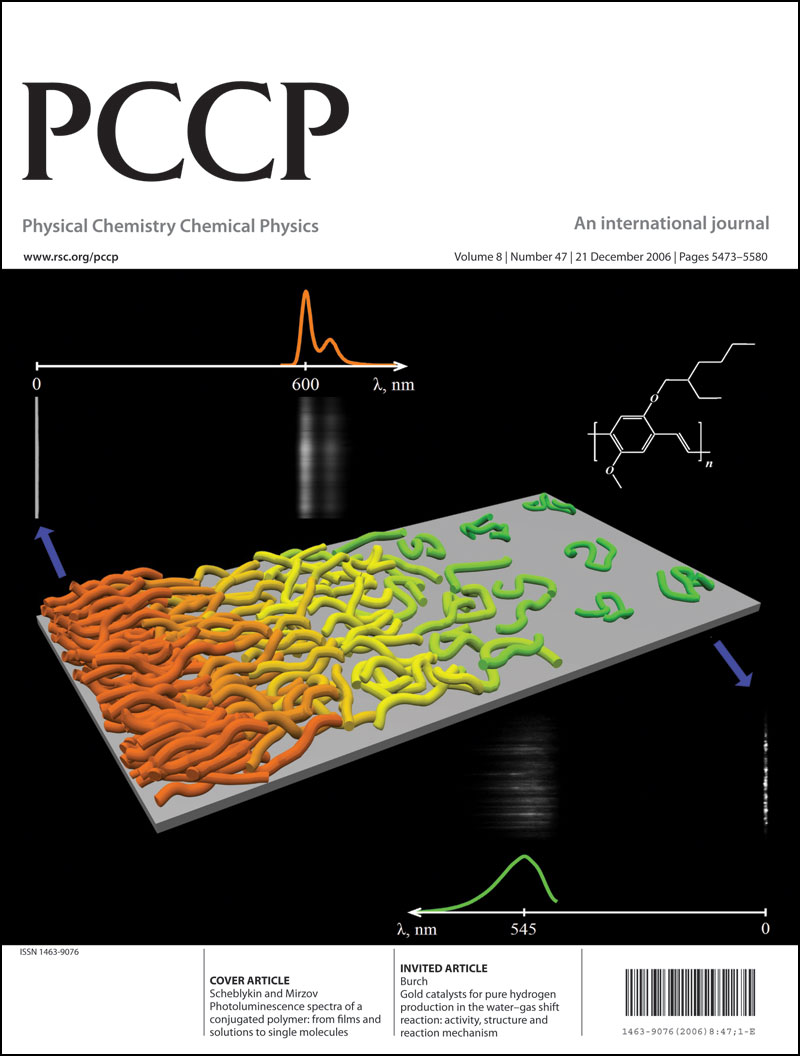 PCCP
Physical Chemistry Chemical Physics
An international journal
www.rsc.org/pccp
Volume 8 | Number 47 | 21 December 2006 | Pages 5473–5580
0
600
λ, nm
O
O
n
λ, nm
545
0
ISSN 1463-9076
COVER ARTICLE
Scheblykin and Mirzov
Photoluminescence spectra of a
conjugated polymer: from films and
solutions to single molecules
INVITED ARTICLE
Burch
Gold catalysts for pure hydrogen
production in the water–gas shift
reaction: activity, structure and
reaction mechanism
1463-9076(2006)8:47;1-E